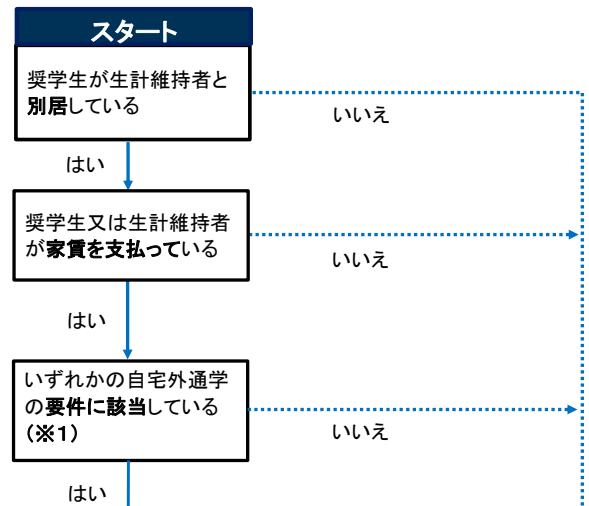 スタート
奨学生が生計維持者と
別居している
いいえ
はい
奨学生又は生計維持者
が家賃を支払っている
いいえ
はい
いずれかの自宅外通学
の要件に該当している
(※1)
いいえ
はい